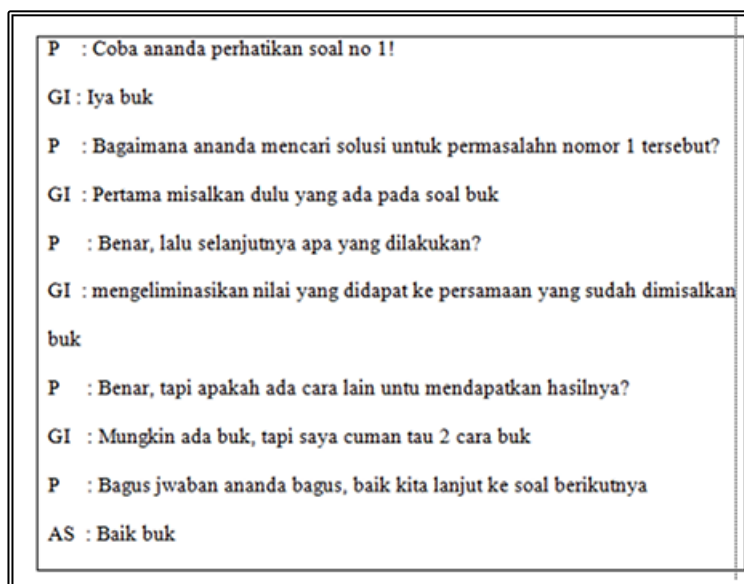 P : Coba ananda perhatikan soal no 1!
GI : Iya buk
P : Bagaimana ananda mencari solusi untuk permasalahn nomor 1 tersebut?
GI : Pertama misalkan dulu yang ada pada soal buk
P : Benar, lalu selanjutnya apa yang dilakukan?
GI : mengeliminasikan nilai yang didapat ke persamaan yang sudah dimisalkan
buk
P : Benar, tapi apakah ada cara lain untu mendapatkan hasilnya?
GI : Mungkin ada buk, tapi saya cuman tau 2 cara buk
P : Bagus jwaban ananda bagus, baik kita lanjut ke soal berikutnya
AS : Baik buk